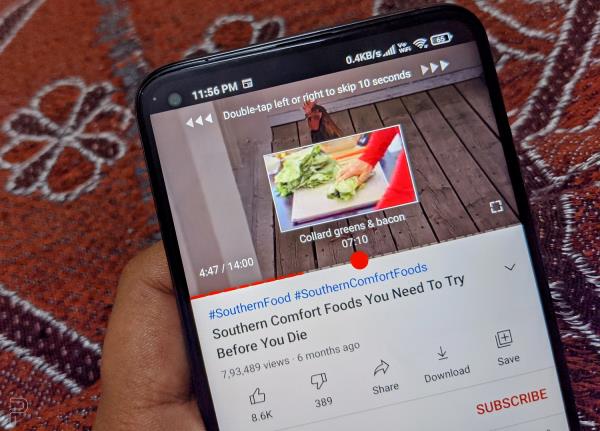 11:56 PM 0.4KB/s Vo WiFi 65
Double-tap left or right to skip 10 seconds
Collard greens & bacon
07:10
4:47 / 14:00
#SouthernFood #SouthernComfortFoods
Southern Comfort Foods You Need To Try
Before You Die
7,93,489 views · 6 months ago
8.6K 389 Share Download Save
SUBSCRIBE